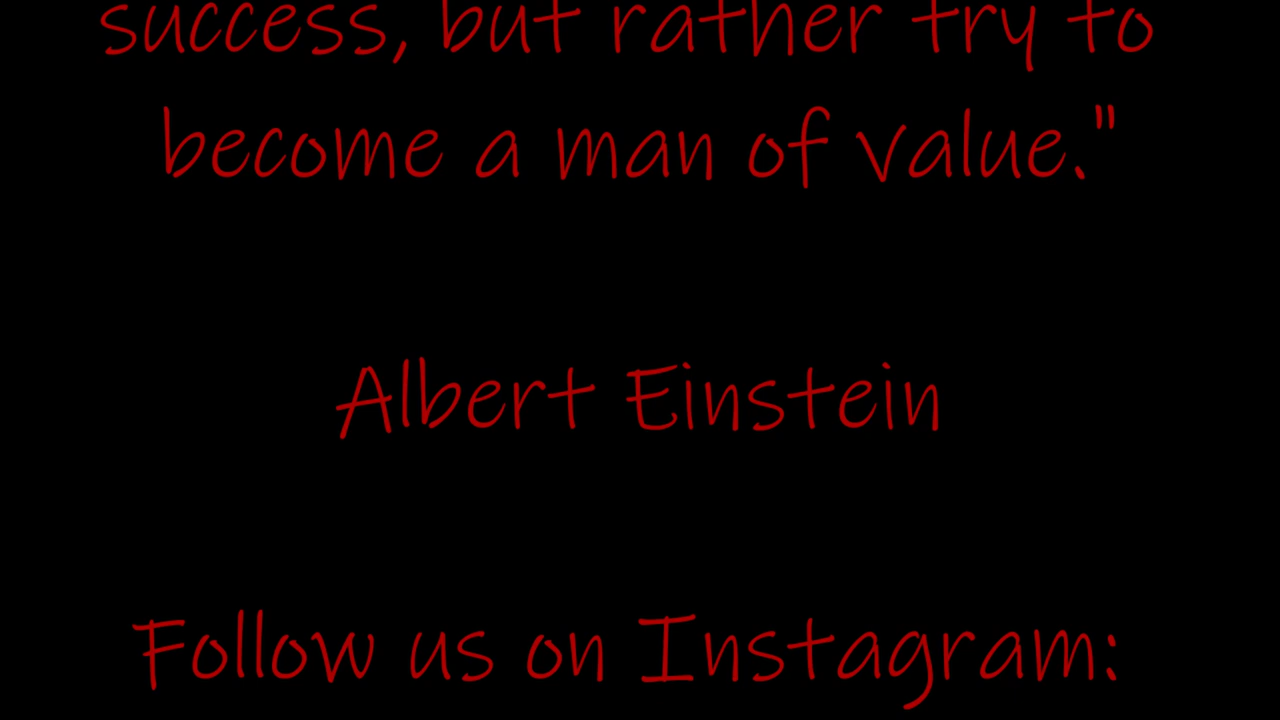 success, but rather try to
become a man of value."
Albert Einstein
Follow us on Instagram: